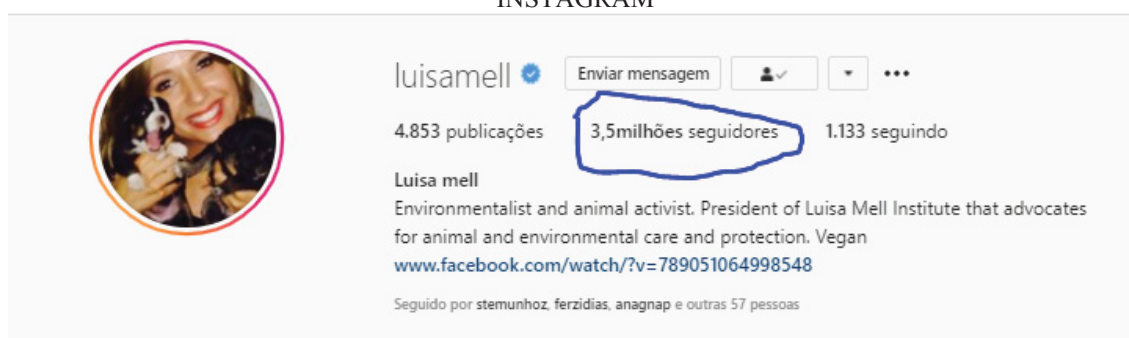 INSTAGRAM
luisamell Enviar mensagem
4.853 publicações 3,5milhões seguidores 1.133 seguindo
Luisa mell
Environmentalist and animal activist. President of Luisa Mell Institute that advocates
for animal and environmental care and protection. Vegan
www.facebook.com/watch/?v=789051064998548
Seguido por stemunhoz, ferzidias, anagnap e outras 57 pessoas